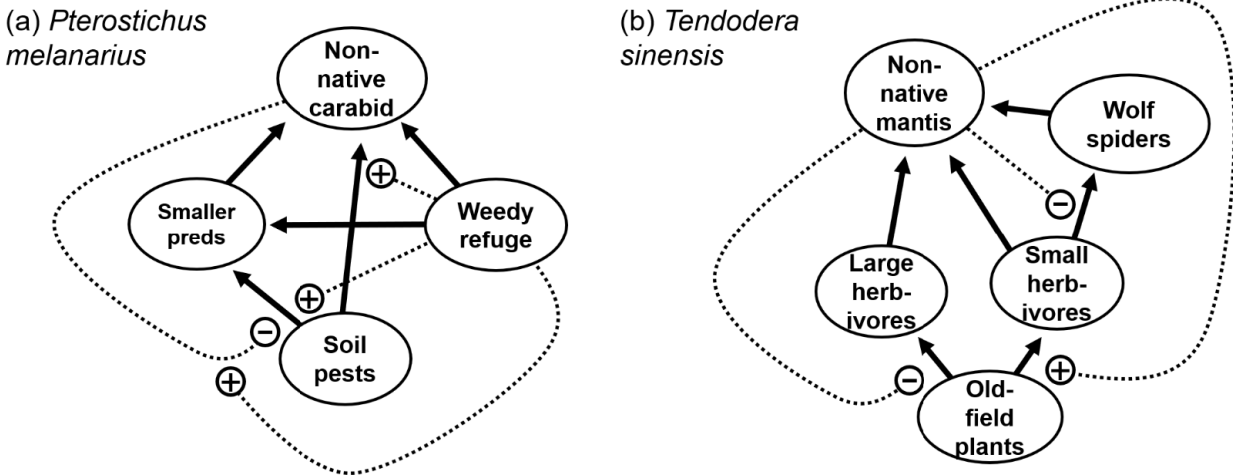 (a) Pterostichus
melanarius
Non-
native
carabid
Smaller
preds
Weedy
refuge
Soil
pests
+
+
−
+
(b) Tendodera
sinensis
Non-
native
mantis
Wolf
spiders
−
Large
herb-
ivores
Small
herb-
ivores
−
+
Old-
field
plants